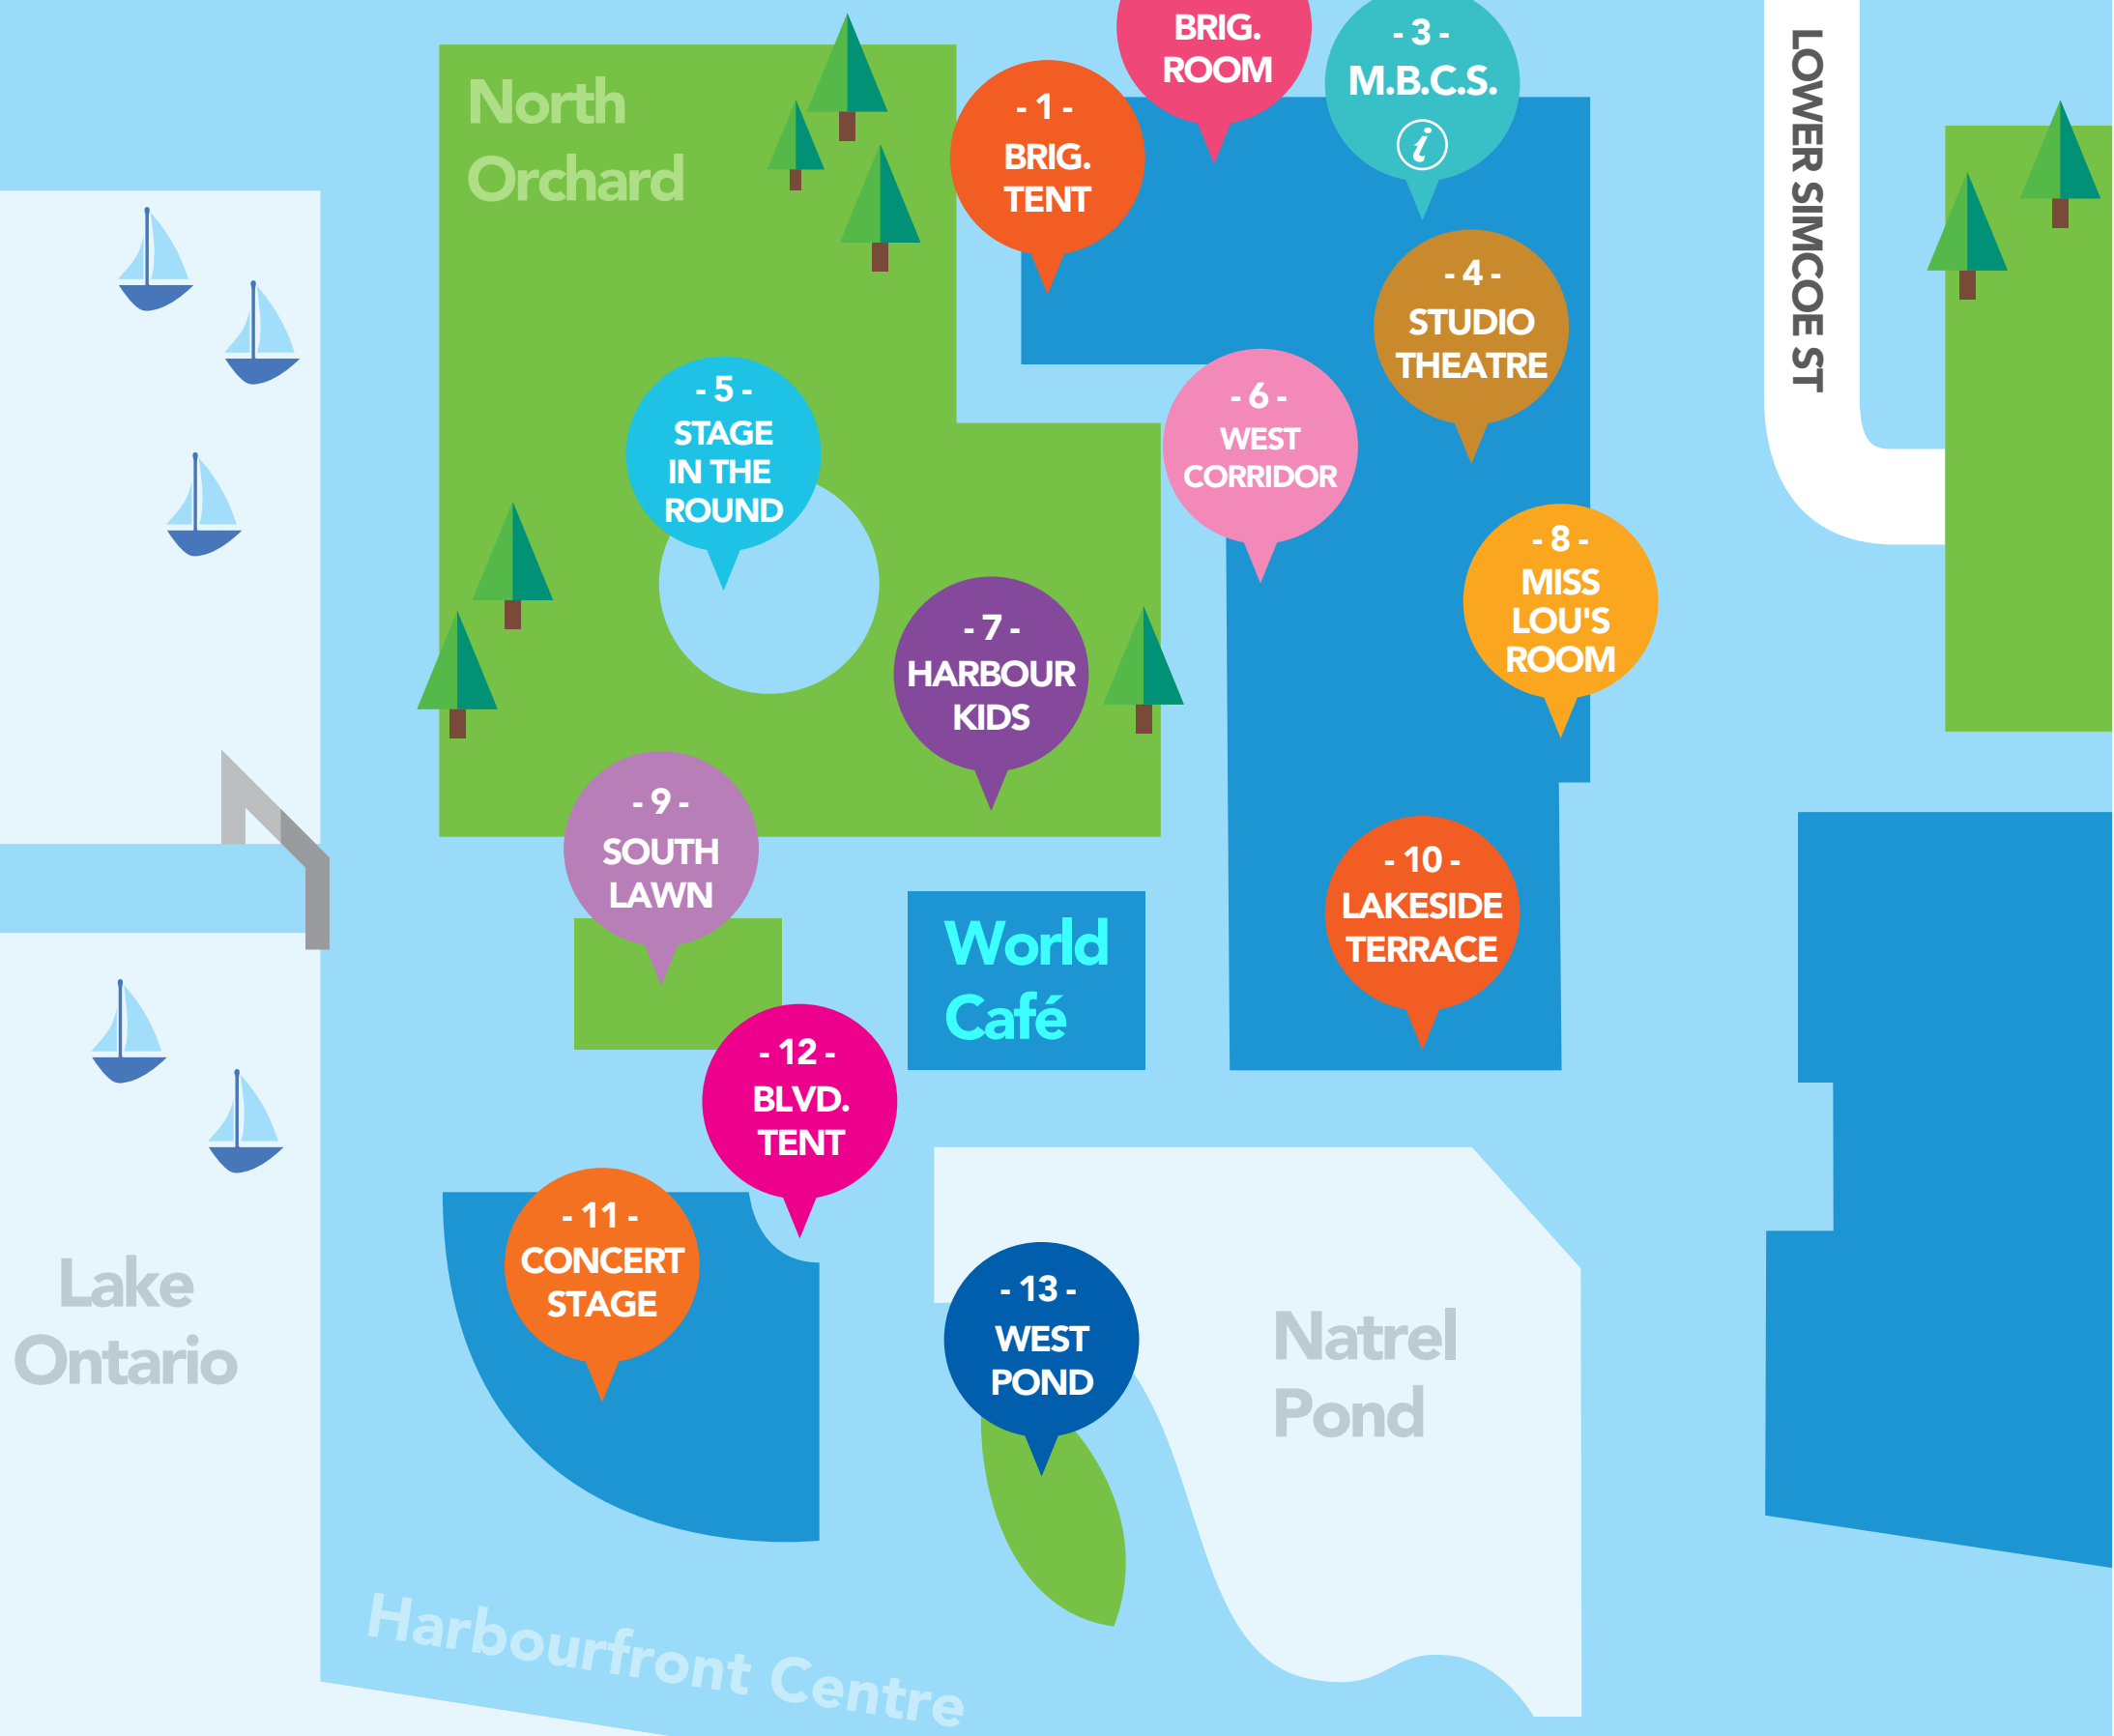 BRIG.
ROOM
- 3 -
M.B.C.S.
i
LOWER SIMCOE ST
North
Orchard
- 1 -
BRIG.
TENT
- 4 -
STUDIO
THEATRE
- 5 -
STAGE
IN THE
ROUND
- 6 -
WEST
CORRIDOR
- 7 -
HARBOUR
KIDS
- 8 -
MISS
LOU'S
ROOM
- 9 -
SOUTH
LAWN
World
Café
- 10 -
LAKESIDE
TERRACE
- 12 -
BLVD.
TENT
- 11 -
CONCERT
STAGE
- 13 -
WEST
POND
Lake
Ontario
Natrel
Pond
Harbourfront Centre